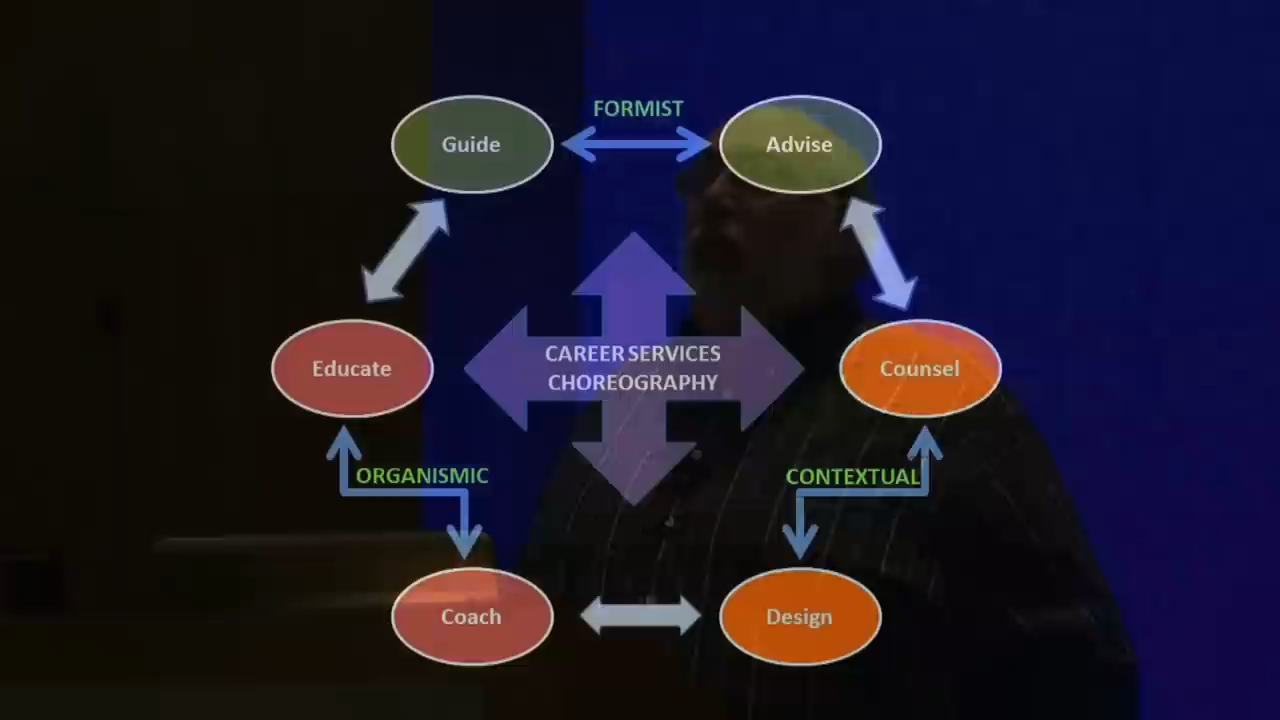 FORMIST
Guide
Advise
CAREER SERVICES
CHOREOGRAPHY
Educate
Counsel
ORGANISMIC
CONTEXTUAL
Coach
Design